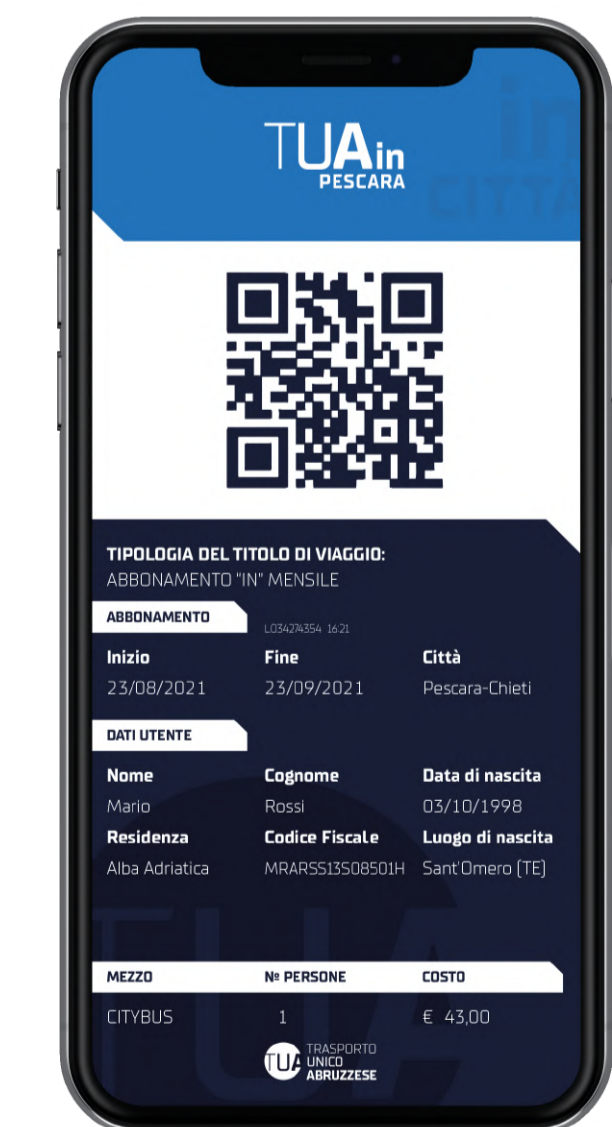 TUAin
PESCARA
in
CITTÀ
TIPOLOGIA DEL TITOLO DI VIAGGIO:
ABBONAMENTO "IN" MENSILE
ABBONAMENTO
L034274354 16:21
Inizio Fine Città
23/08/2021 23/09/2021 Pescara-Chieti
DATI UTENTE
Nome Cognome Data di nascita
Mario Rossi 03/10/1998
Residenza Codice Fiscale Luogo di nascita
Alba Adriatica MRARSS13S08501H Sant'Omero (TE)
TUA
MEZZO Nº PERSONE COSTO
CITYBUS 1 € 43,00
TUA TRASPORTO
UNICO
ABRUZZESE